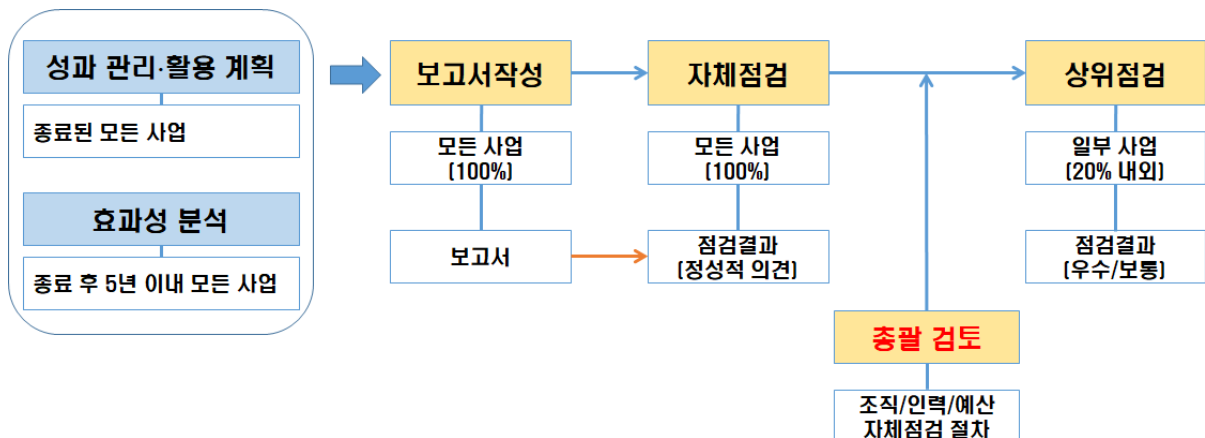 성과 관리·활용 계획
종료된 모든 사업
효과성 분석
종료 후 5년 이내 모든 사업
보고서작성
모든 사업
(100%)
보고서
자체점검
모든 사업
(100%)
점검결과
(정성적 의견)
총괄 검토
조직/인력/예산
자체점검 절차
상위점검
일부 사업
(20% 내외)
점검결과
(우수/보통)